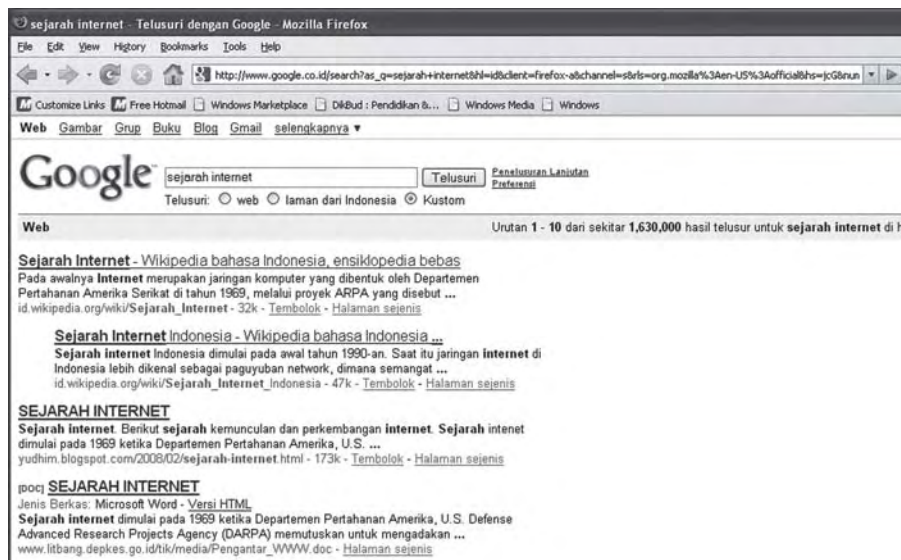 sejarah internet - Telusuri dengan Google - Mozilla Firefox
File Edit View History Bookmarks Tools Help
http://www.google.co.id/search?as_q=sejarah+internet&hl=id&client=firefox-a&channel=s&rls=org.mozilla%3Aen-US%3Aofficial&hs=jcG&num
Customize Links Free Hotmail Windows Marketplace DikBud : Pendidikan &... Windows Media Windows
Web Gambar Grup Buku Blog Gmail selengkapnya ▼
Google sejarah internet Telusuri Penelusuran Lanjutan
Preferensi
Telusuri: web laman dari Indonesia Kustom
Web Urutan 1 - 10 dari sekitar 1,630,000 hasil telusur untuk sejarah internet di
Sejarah Internet - Wikipedia bahasa Indonesia, ensiklopedia bebas
Pada awalnya Internet merupakan jaringan komputer yang dibentuk oleh Departemen
Pertahanan Amerika Serikat di tahun 1969, melalui proyek ARPA yang disebut ...
id.wikipedia.org/wiki/Sejarah_Internet - 32k - Tembolok - Halaman sejenis
Sejarah Internet Indonesia - Wikipedia bahasa Indonesia ...
Sejarah internet Indonesia dimulai pada awal tahun 1990-an. Saat itu jaringan internet di
Indonesia lebih dikenal sebagai paguyuban network, dimana semangat ...
id.wikipedia.org/wiki/Sejarah_Internet_Indonesia - 47k - Tembolok - Halaman sejenis
SEJARAH INTERNET
Sejarah internet. Berikut sejarah kemunculan dan perkembangan internet. Sejarah intenet
dimulai pada 1969 ketika Departemen Pertahanan Amerika, U.S. ...
yudhim.blogspot.com/2008/02/sejarah-internet.html - 173k - Tembolok - Halaman sejenis
[DOC] SEJARAH INTERNET
Jenis Berkas: Microsoft Word - Versi HTML
Sejarah internet dimulai pada 1969 ketika Departemen Pertahanan Amerika, U.S. Defense
Advanced Research Projects Agency (DARPA) memutuskan untuk mengadakan ...
www.litbang.depkes.go.id/tik/media/Pengantar_WWW.doc - Halaman sejenis